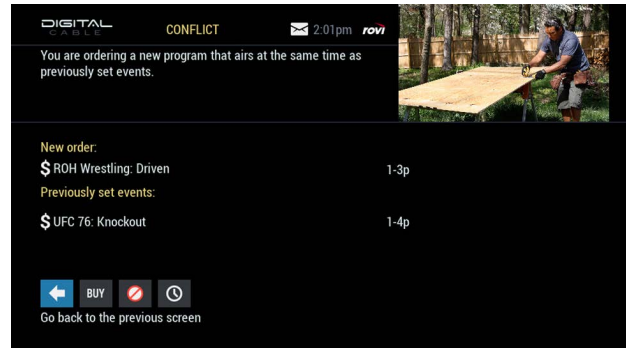 DIGITAL
CABLE
CONFLICT
2:01pm
rovi
You are ordering a new program that airs at the same time as
previously set events.
New order:
$ ROH Wrestling: Driven 1-3p
Previously set events:
$ UFC 76: Knockout 1-4p
BUY
Go back to the previous screen